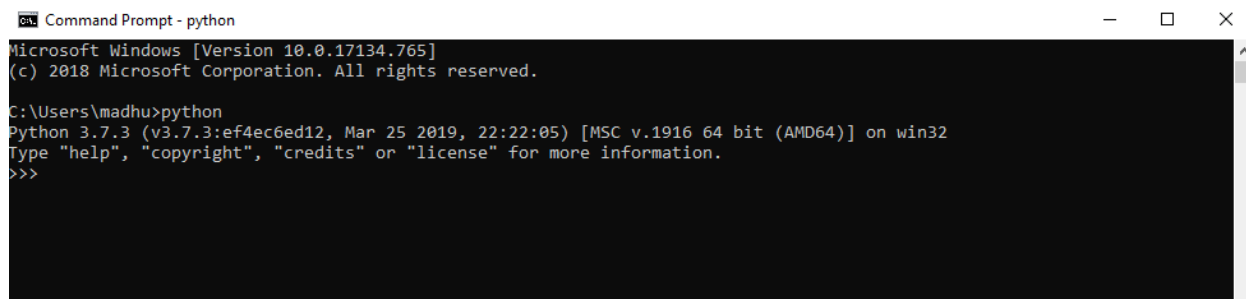 Command Prompt - python
Microsoft Windows [Version 10.0.17134.765]
(c) 2018 Microsoft Corporation. All rights reserved.
C:\Users\madhu>python
Python 3.7.3 (v3.7.3:ef4ec6ed12, Mar 25 2019, 22:22:05) [MSC v.1916 64 bit (AMD64)] on win32
Type "help", "copyright", "credits" or "license" for more information.
>>>